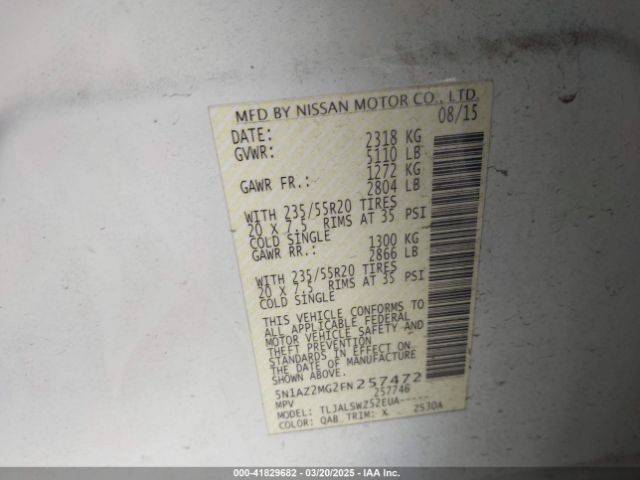 MFD BY NISSAN MOTOR CO., LTD.
DATE: 08/15
GVWR: 2318 KG
5110 LB
GAWR FR.: 1272 KG
2804 LB
WITH 235/55R20 TIRES
20 X 7.5 RIMS AT 35 PSI
COLD SINGLE
GAWR RR.: 1300 KG
2866 LB
WITH 235/55R20 TIRES
20 X 7.5 RIMS AT 35 PSI
COLD SINGLE
THIS VEHICLE CONFORMS TO
ALL APPLICABLE FEDERAL
MOTOR VEHICLE SAFETY AND
THEFT PREVENTION
STANDARDS IN EFFECT ON
THE DATE OF MANUFACTURE
SHOWN ABOVE.
5N1AZ2MG2FN257472
MPV 257746
MODEL: TLJALSWZ52EUA-----
COLOR: QAB TRIM: X Z530A
000-41829682 / 03/20/2025 - IAA Inc.